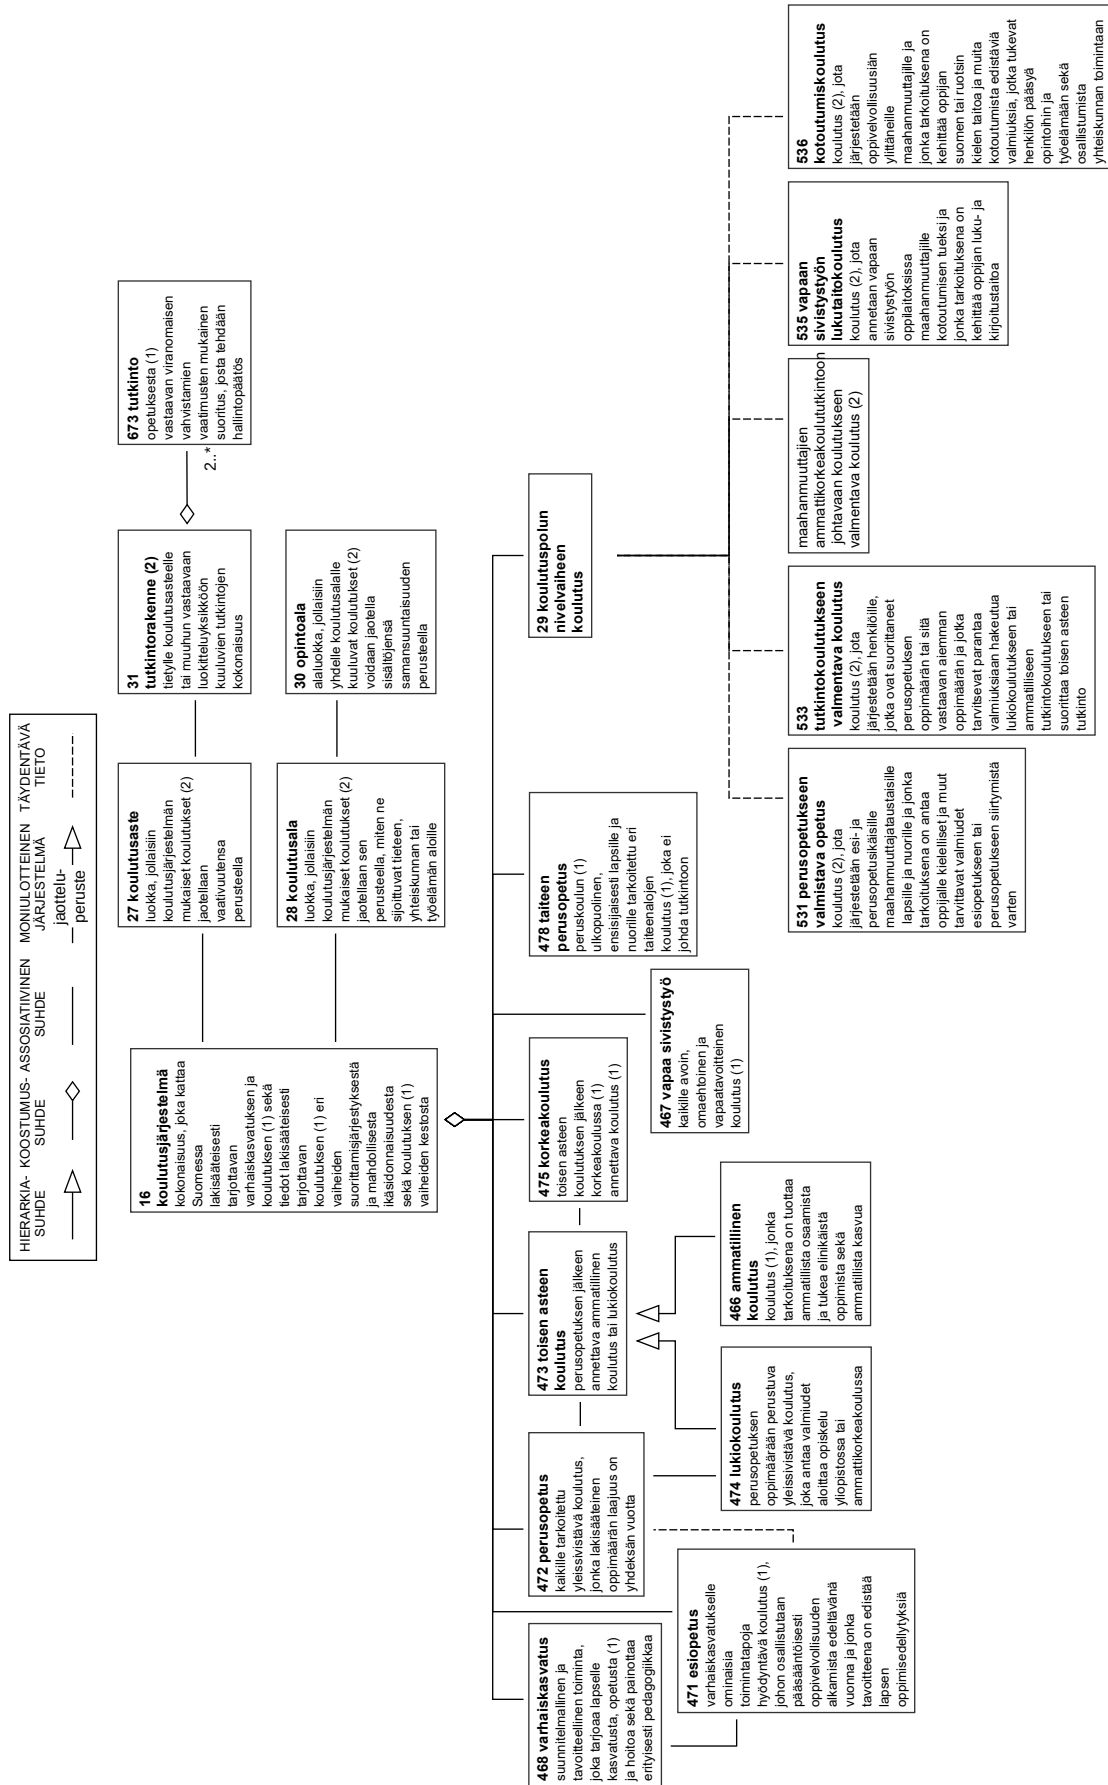 HIERARKIA-
SUHDE
KOOSTUMUS-
SUHDE
ASSOSIATIIVINEN
SUHDE
MONIULOTTEINEN
JÄRJESTELMÄ
jaottelu-
peruste
TÄYDENTÄVÄ
TIETO
16
koulutusjärjestelmä
kokonaisuus, joka kattaa
Suomessa
lakisääteisesti
tarjottavan
varhaiskasvatuksen ja
koulutuksen (1) sekä
tiedot lakisääteisesti
tarjottavan
koulutuksen (1) eri
vaiheiden
suorittamisjärjestyksestä
ja mahdollisesta
ikäsidonnaisuudesta
sekä koulutuksen (1)
vaiheiden kestosta
27 koulutusaste
luokka, jollaisiin
koulutusjärjestelmän
mukaiset koulutukset (2)
jaotellaan
vaativuutensa
perusteella
31
tutkintorakenne (2)
tietylle koulutusasteelle
tai muuhun vastaavaan
luokitteluyksikköön
kuuluvien tutkintojen
kokonaisuus
2..*
673 tutkinto
opetuksesta (1)
vastaavan viranomaisen
vahvistamien
vaatimusten mukainen
suoritus, josta tehdään
hallintopäätös
28 koulutusala
luokka, jollaisiin
koulutusjärjestelmän
mukaiset koulutukset (2)
jaotellaan sen
perusteella, miten ne
sijoittuvat tieteen,
yhteiskunnan tai
työelämän aloille
30 opintoala
alaluokka, jollaisiin
yhdelle koulutusalalle
kuuluvat koulutukset (2)
voidaan jaotella
sisältöjensä
samansuuntaisuuden
perusteella
468 varhaiskasvatus
suunnitelmallinen ja
tavoitteellinen toiminta,
joka tarjoaa lapselle
kasvatusta, opetusta (1)
ja hoitoa sekä painottaa
erityisesti pedagogiikkaa
472 perusopetus
kaikille tarkoitettu
yleissivistävä koulutus,
jonka lakisääteinen
oppimäärän laajuus on
yhdeksän vuotta
473 toisen asteen
koulutus
perusopetuksen jälkeen
annettava ammatillinen
koulutus tai lukiokoulutus
475 korkeakoulutus
toisen asteen
koulutuksen jälkeen
korkeakoulussa (1)
annettava koulutus (1)
478 taiteen
perusopetus
peruskoulun (1)
ulkopuolinen,
ensisijaisesti lapsille ja
nuorille tarkoitettu eri
taiteenalojen
koulutus (1), joka ei
johda tutkintoon
29 koulutuspolun
nivelvaiheen
koulutus
467 vapaa sivistystyö
kaikille avoin,
omaehtoinen ja
vapaatavoitteinen
koulutus (1)
471 esiopetus
varhaiskasvatukselle
ominaisia
toimintatapoja
hyödyntävä koulutus (1),
johon osallistutaan
pääsääntöisesti
oppivelvollisuuden
alkamista edeltävänä
vuonna ja jonka
tavoitteena on edistää
lapsen
oppimisedellytyksiä
474 lukiokoulutus
perusopetuksen
oppimäärään perustuva
yleissivistävä koulutus,
joka antaa valmiudet
aloittaa opiskelu
yliopistossa tai
ammattikorkeakoulussa
466 ammatillinen
koulutus
koulutus (1), jonka
tarkoituksena on tuottaa
ammatillista osaamista
ja tukea elinikäistä
oppimista sekä
ammatillista kasvua
531 perusopetukseen
valmistava opetus
koulutus (2), jota
järjestetään esi- ja
perusopetusikäisille
maahanmuuttajataustaisille
lapsille ja nuorille ja jonka
tarkoituksena on antaa
oppijalle kielelliset ja muut
tarvittavat valmiudet
esiopetukseen tai
perusopetukseen siirtymistä
varten
533
tutkintokoulutukseen
valmentava koulutus
koulutus (2), jota
järjestetään henkilöille,
jotka ovat suorittaneet
perusopetuksen
oppimäärän tai sitä
vastaavan aiemman
oppimäärän ja jotka
tarvitsevat parantaa
valmiuksiaan hakeutua
lukiokoulutukseen tai
ammatilliseen
tutkintokoulutukseen tai
suorittaa toisen asteen
tutkinto
maahanmuuttajien
ammattikorkeakoulututkintoon
johtavaan koulutukseen
valmentava koulutus (2)
535 vapaan
sivistystyön
lukutaitokoulutus
koulutus (2), jota
annetaan vapaan
sivistystyön
oppilaitoksissa
maahanmuuttajille
kotoutumisen tueksi ja
jonka tarkoituksena on
kehittää oppijan luku- ja
kirjoitustaitoa
536
kotoutumiskoulutus
koulutus (2), jota
järjestetään
oppivelvollisuusiän
ylittäneille
maahanmuuttajille ja
jonka tarkoituksena on
kehittää oppijan
suomen tai ruotsin
kielen taitoa ja muita
kotoutumista edistäviä
valmiuksia, jotka tukevat
henkilön pääsyä
opintoihin ja
työelämään sekä
osallistumista
yhteiskunnan toimintaan